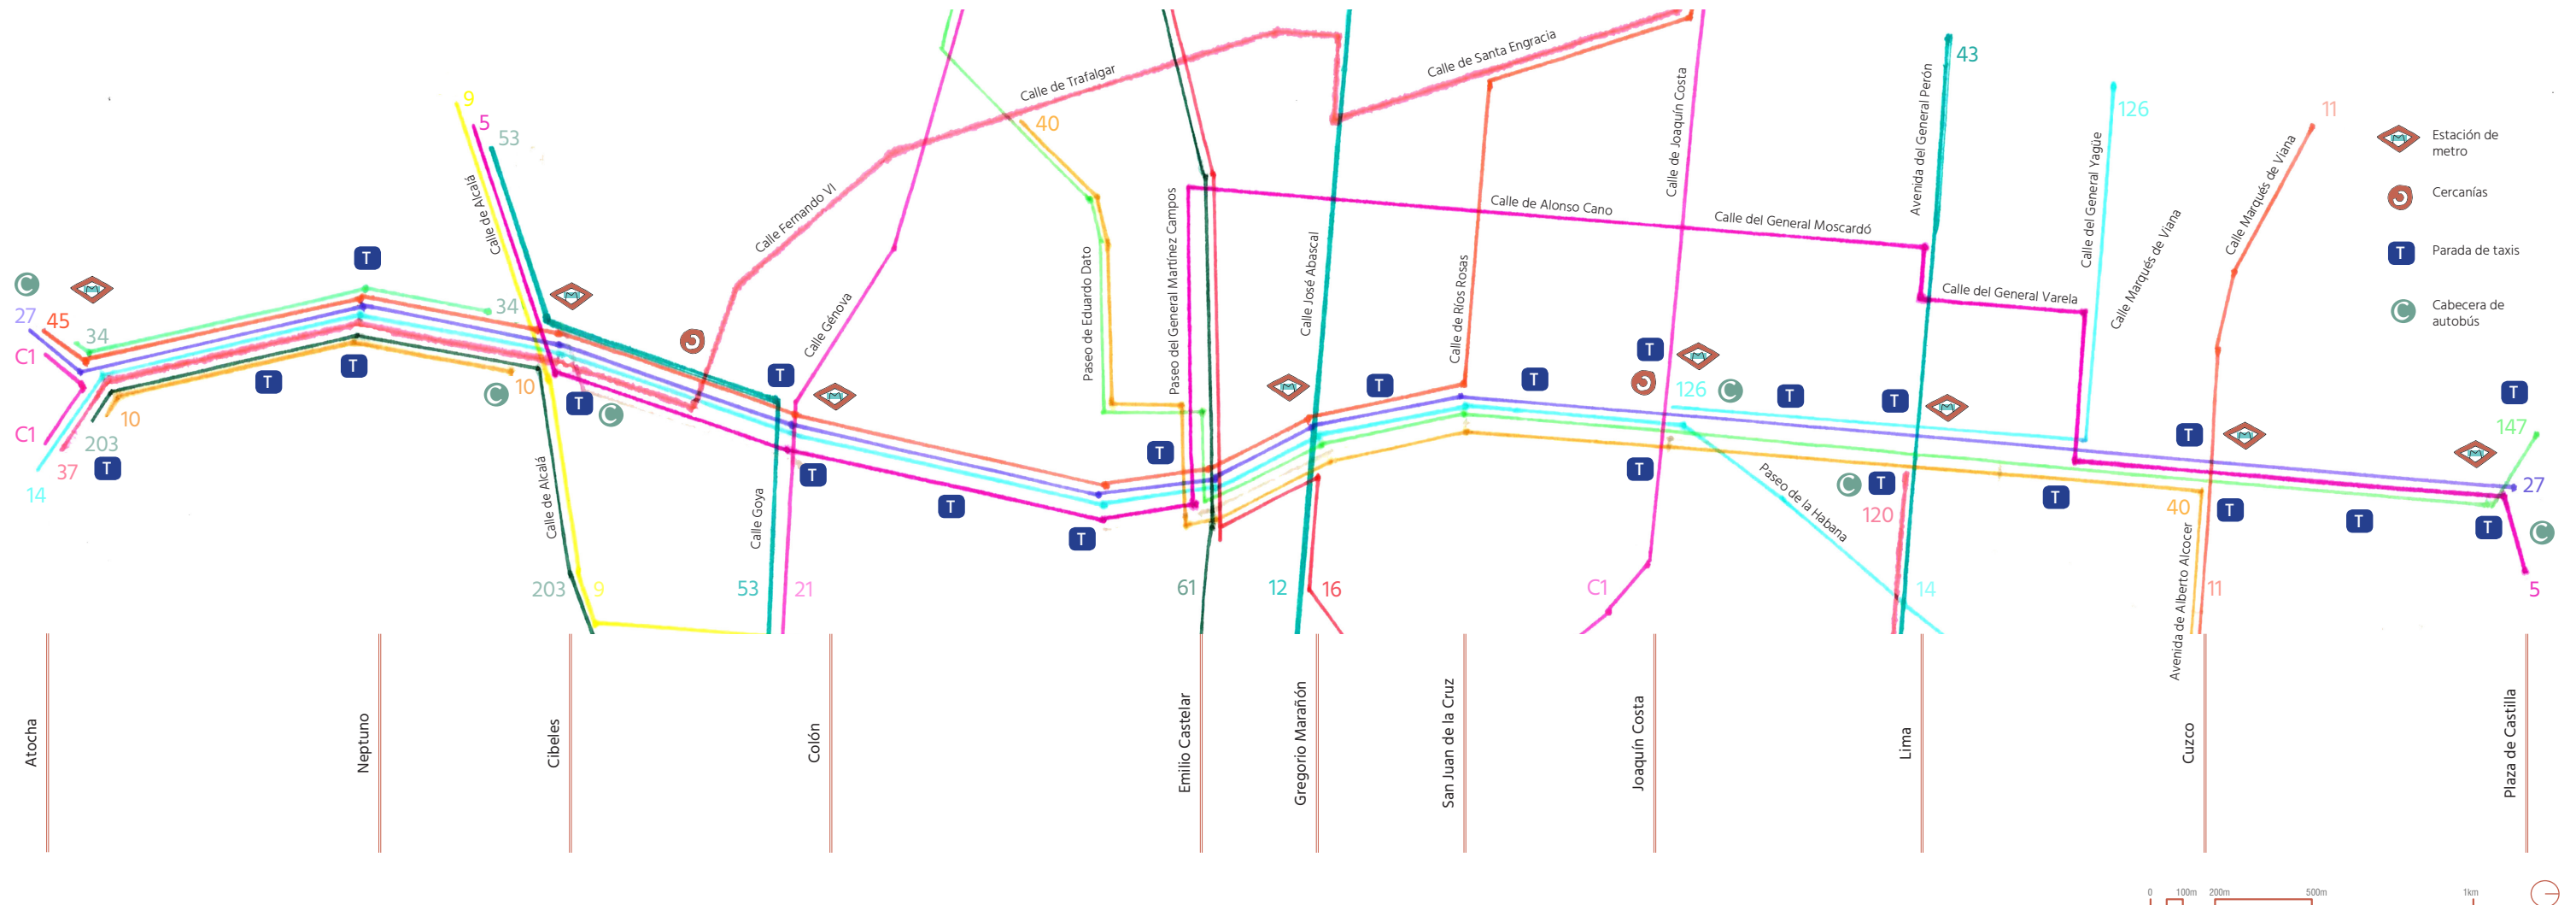 9
5
53
Calle de Alcalá
C
27
45
34
C1
C1
37
14
203
10
T
T
T
T
34
C
10
T
C
Calle de Alcalá
203
9
Calle Fernando VI
Calle de Trafalgar
Calle Génova
T
T
Calle Goya
53
21
T
40
Paseo de Eduardo Dato
Paseo del General Martínez Campos
T
T
61
Calle José Abascal
12
16
Calle de Santa Engracia
Calle de Ríos Rosas
T
T
Calle de Alonso Cano
Calle de Joaquín Costa
Calle del General Moscardó
T
126
C
T
C1
T
Paseo de la Habana
43
Avenida del General Perón
T
C
T
120
14
Calle del General Varela
126
Calle del General Yagüe
Calle Marqués de Viana
11
Calle Marqués de Viana
T
T
40
T
Avenida de Alberto Alcocer
11
T
T
147
27
T
C
5
Estación de
metro
Cercanías
T
Parada de taxis
C
Cabecera de
autobús
Atocha
Neptuno
Cibeles
Colón
Emilio Castelar
Gregorio Marañón
San Juan de la Cruz
Joaquín Costa
Lima
Cuzco
Plaza de Castilla
0 100m 200m 500m 1km